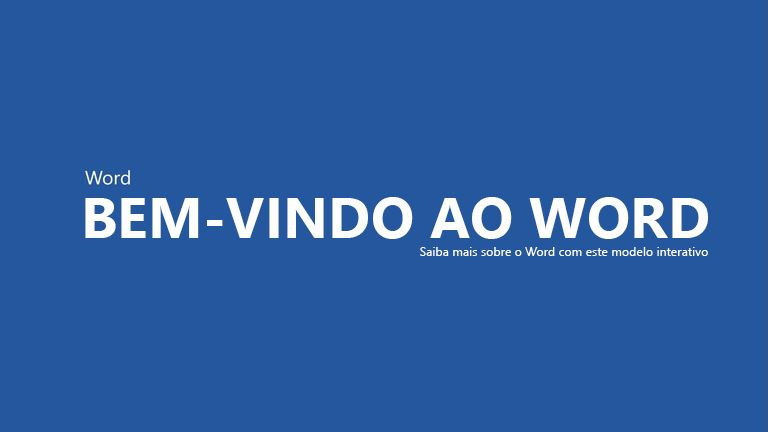 Word
BEM-VINDO AO WORD
Saiba mais sobre o Word com este modelo interativo